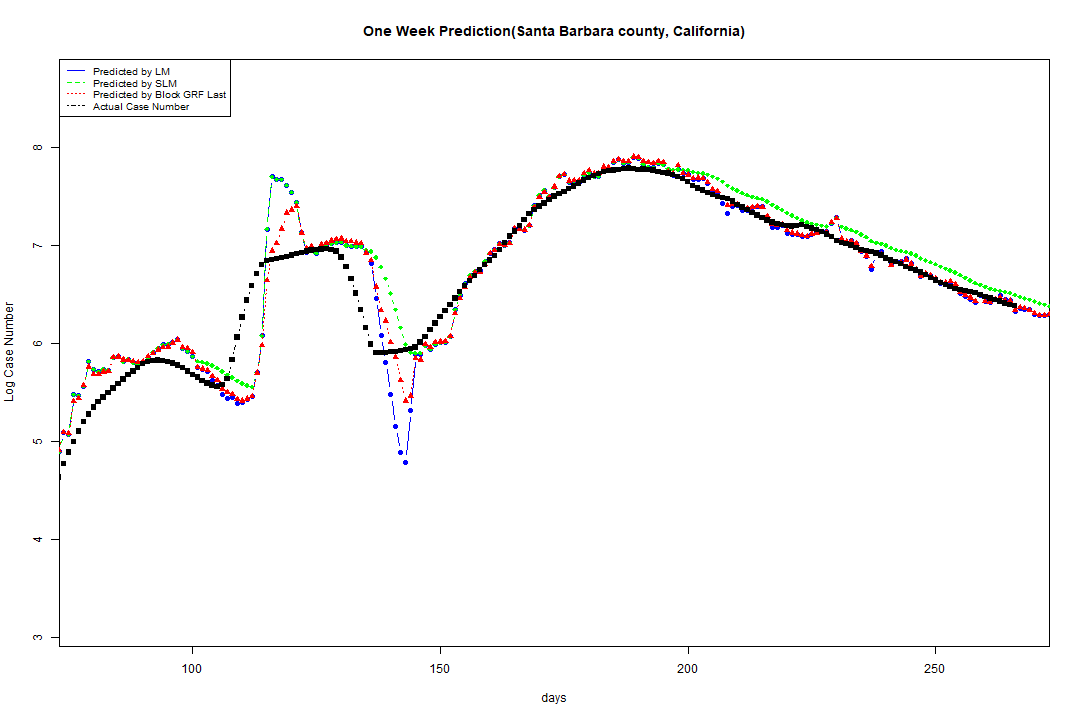 One Week Prediction(Santa Barbara county, California)
Predicted by LM
Predicted by SLM
Predicted by Block GRF Last
Actual Case Number
8
7
6
5
4
3
Log Case Number
100
150
200
250
days